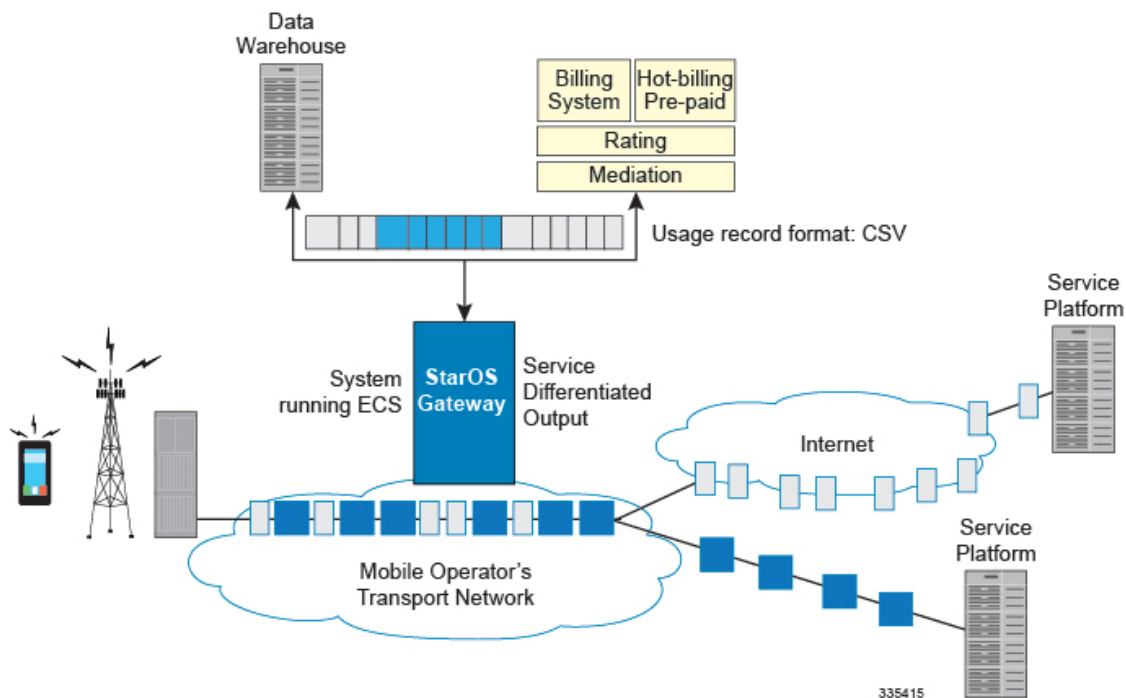 Data
Warehouse
Billing
System
Hot-billing
Pre-paid
Rating
Mediation
Usage record format: CSV
Service
Platform
System
running ECS
StarOS
Gateway
Service
Differentiated
Output
Internet
Mobile Operator's
Transport Network
Service
Platform
335415